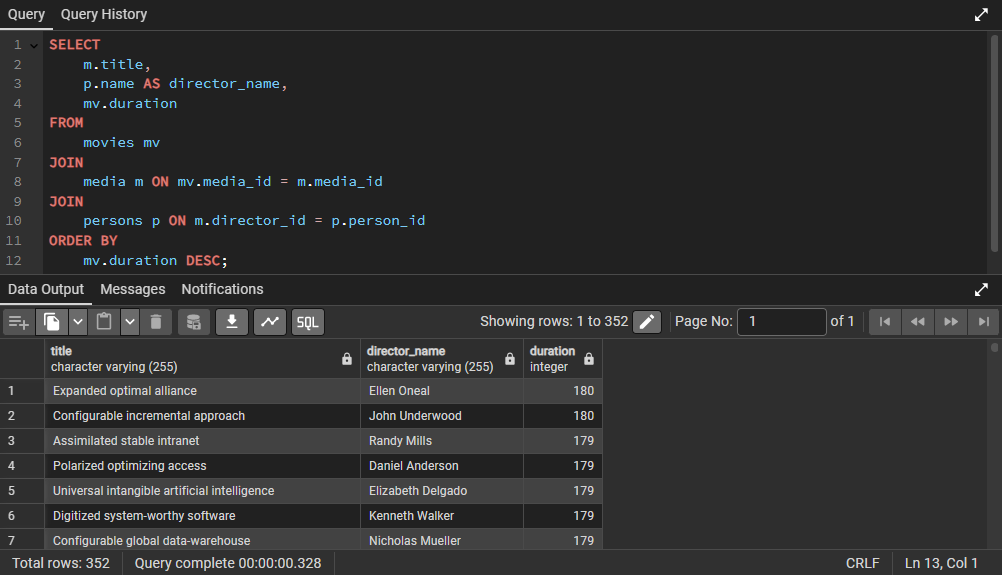 Query Query History
1 SELECT
2 m.title,
3 p.name AS director_name,
4 mv.duration
5 FROM
6 movies mv
7 JOIN
8 media m ON mv.media_id = m.media_id
9 JOIN
10 persons p ON m.director_id = p.person_id
11 ORDER BY
12 mv.duration DESC;
Data Output Messages Notifications
SQL Showing rows: 1 to 352 Page No: 1 of 1
title director_name duration
character varying (255) character varying (255) integer
1 Expanded optimal alliance Ellen Oneal 180
2 Configurable incremental approach John Underwood 180
3 Assimilated stable intranet Randy Mills 179
4 Polarized optimizing access Daniel Anderson 179
5 Universal intangible artificial intelligence Elizabeth Delgado 179
6 Digitized system-worthy software Kenneth Walker 179
7 Configurable global data-warehouse Nicholas Mueller 179
Total rows: 352 Query complete 00:00:00.328 CRLF Ln 13, Col 1